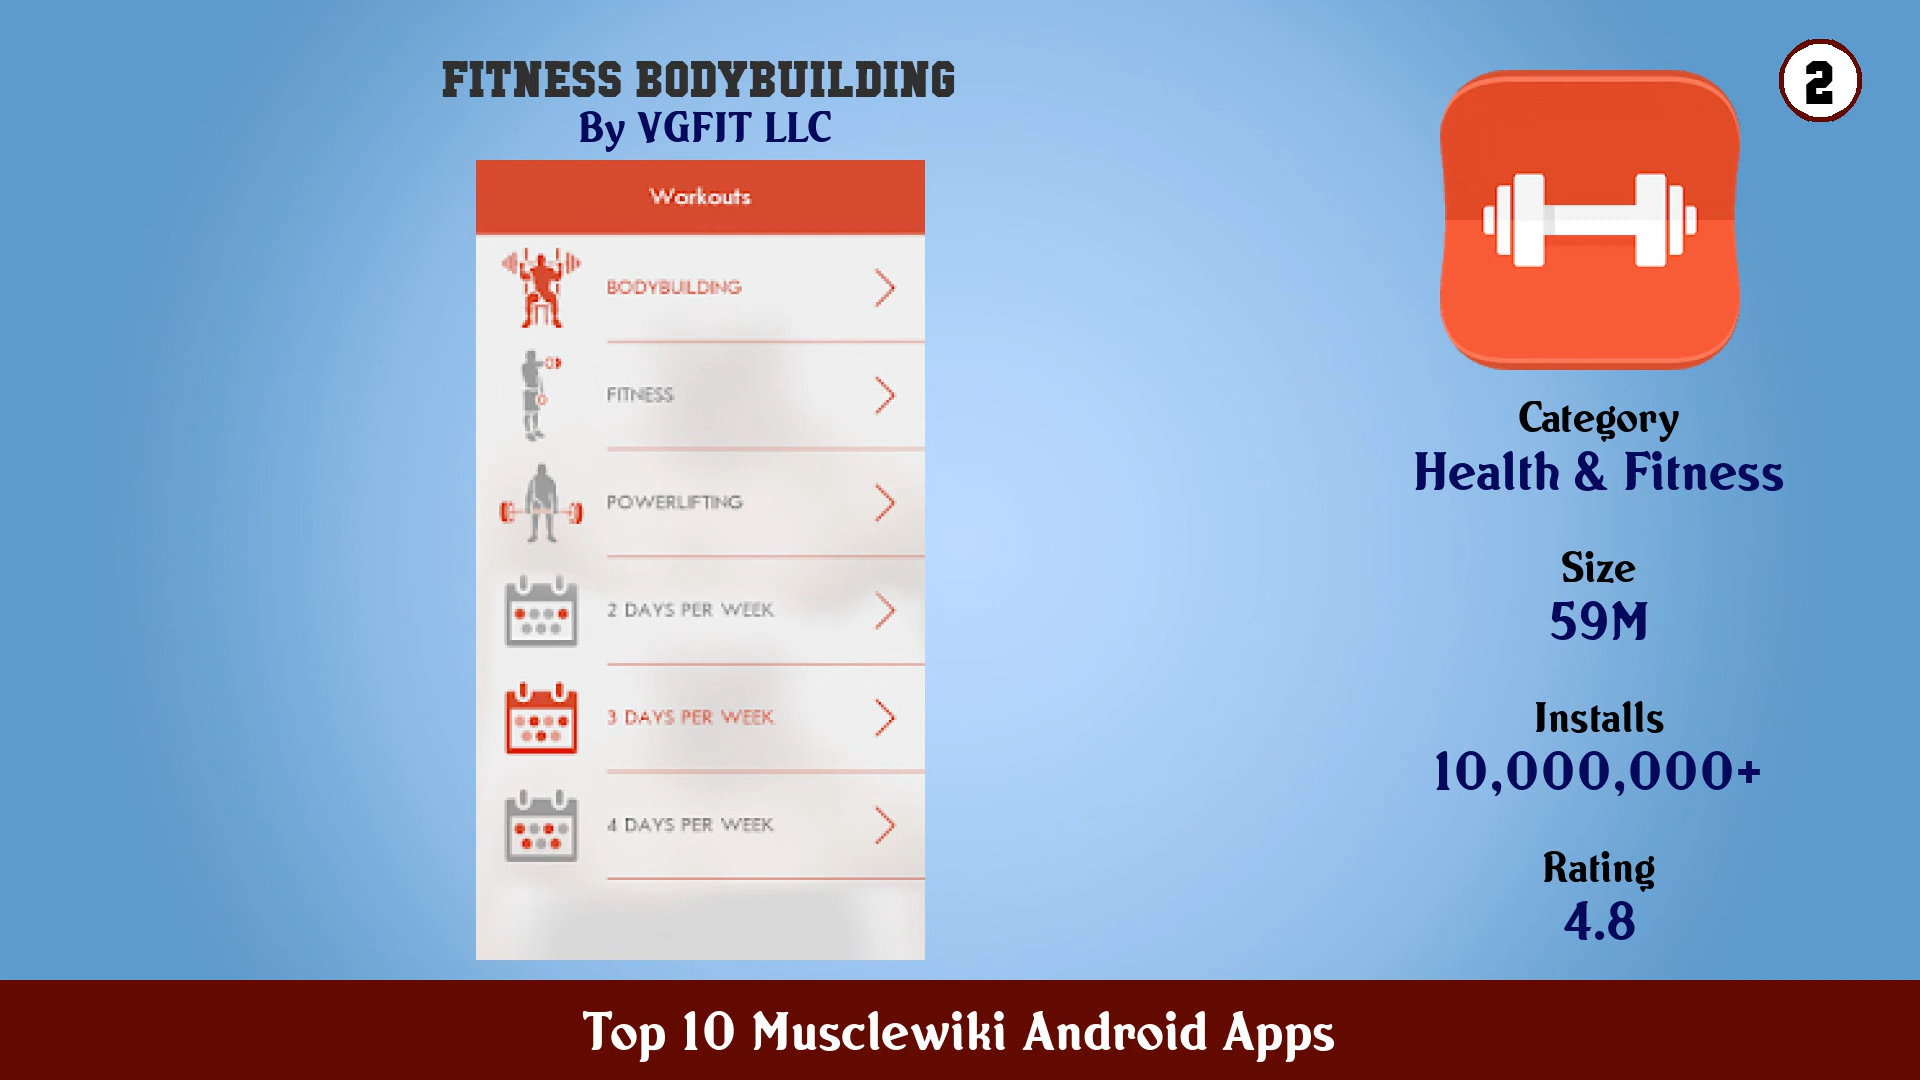 FITNESS BODYBUILDING
By VGFIT LLC
2
Workouts
BODYBUILDING
FITNESS
POWERLIFTING
2 DAYS PER WEEK
3 DAYS PER WEEK
4 DAYS PER WEEK
Category
Health & Fitness
Size
59M
Installs
10,000,000+
Rating
4.8
Top 10 Musclewiki Android Apps